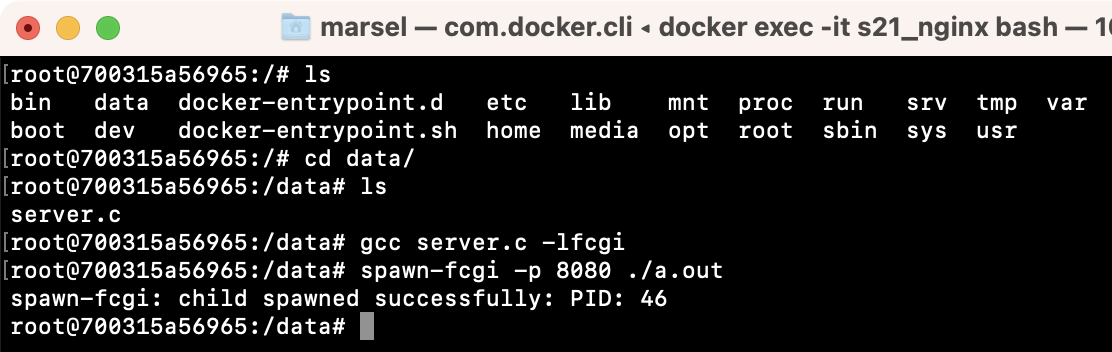 marsel — com.docker.cli ◂ docker exec -it s21_nginx bash —
[root@700315a56965:/# ls
bin   data  docker-entrypoint.d   etc   lib    mnt  proc  run   srv  tmp  var
boot  dev   docker-entrypoint.sh  home  media  opt  root  sbin  sys  usr
[root@700315a56965:/# cd data/
[root@700315a56965:/data# ls
server.c
[root@700315a56965:/data# gcc server.c -lfcgi
[root@700315a56965:/data# spawn-fcgi -p 8080 ./a.out
spawn-fcgi: child spawned successfully: PID: 46
root@700315a56965:/data#